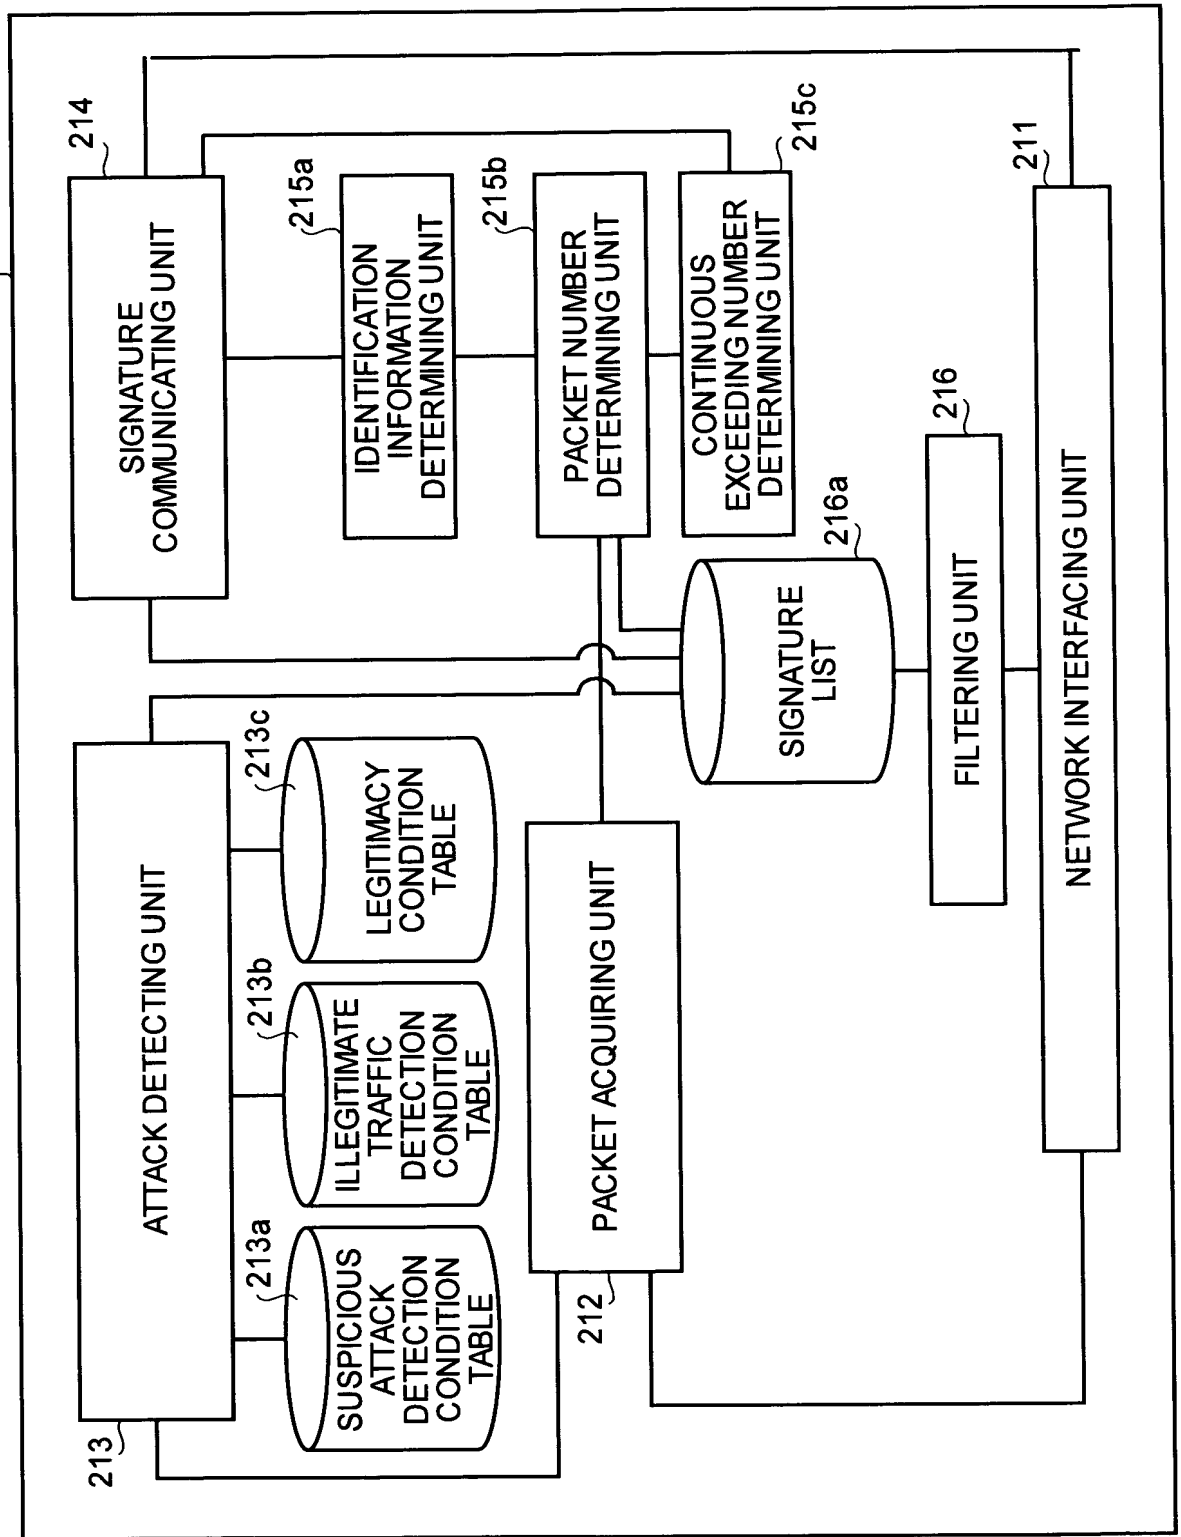 213
ATTACK DETECTING UNIT
213a
SUSPICIOUS
ATTACK
DETECTION
CONDITION
TABLE
213b
ILLEGITIMATE
TRAFFIC
DETECTION
CONDITION
TABLE
213c
LEGITIMACY
CONDITION
TABLE
214
SIGNATURE
COMMUNICATING UNIT
215a
IDENTIFICATION
INFORMATION
DETERMINING UNIT
215b
PACKET NUMBER
DETERMINING UNIT
215c
CONTINUOUS
EXCEEDING NUMBER
DETERMINING UNIT
212
PACKET ACQUIRING UNIT
216a
SIGNATURE
LIST
216
FILTERING UNIT
211
NETWORK INTERFACING UNIT